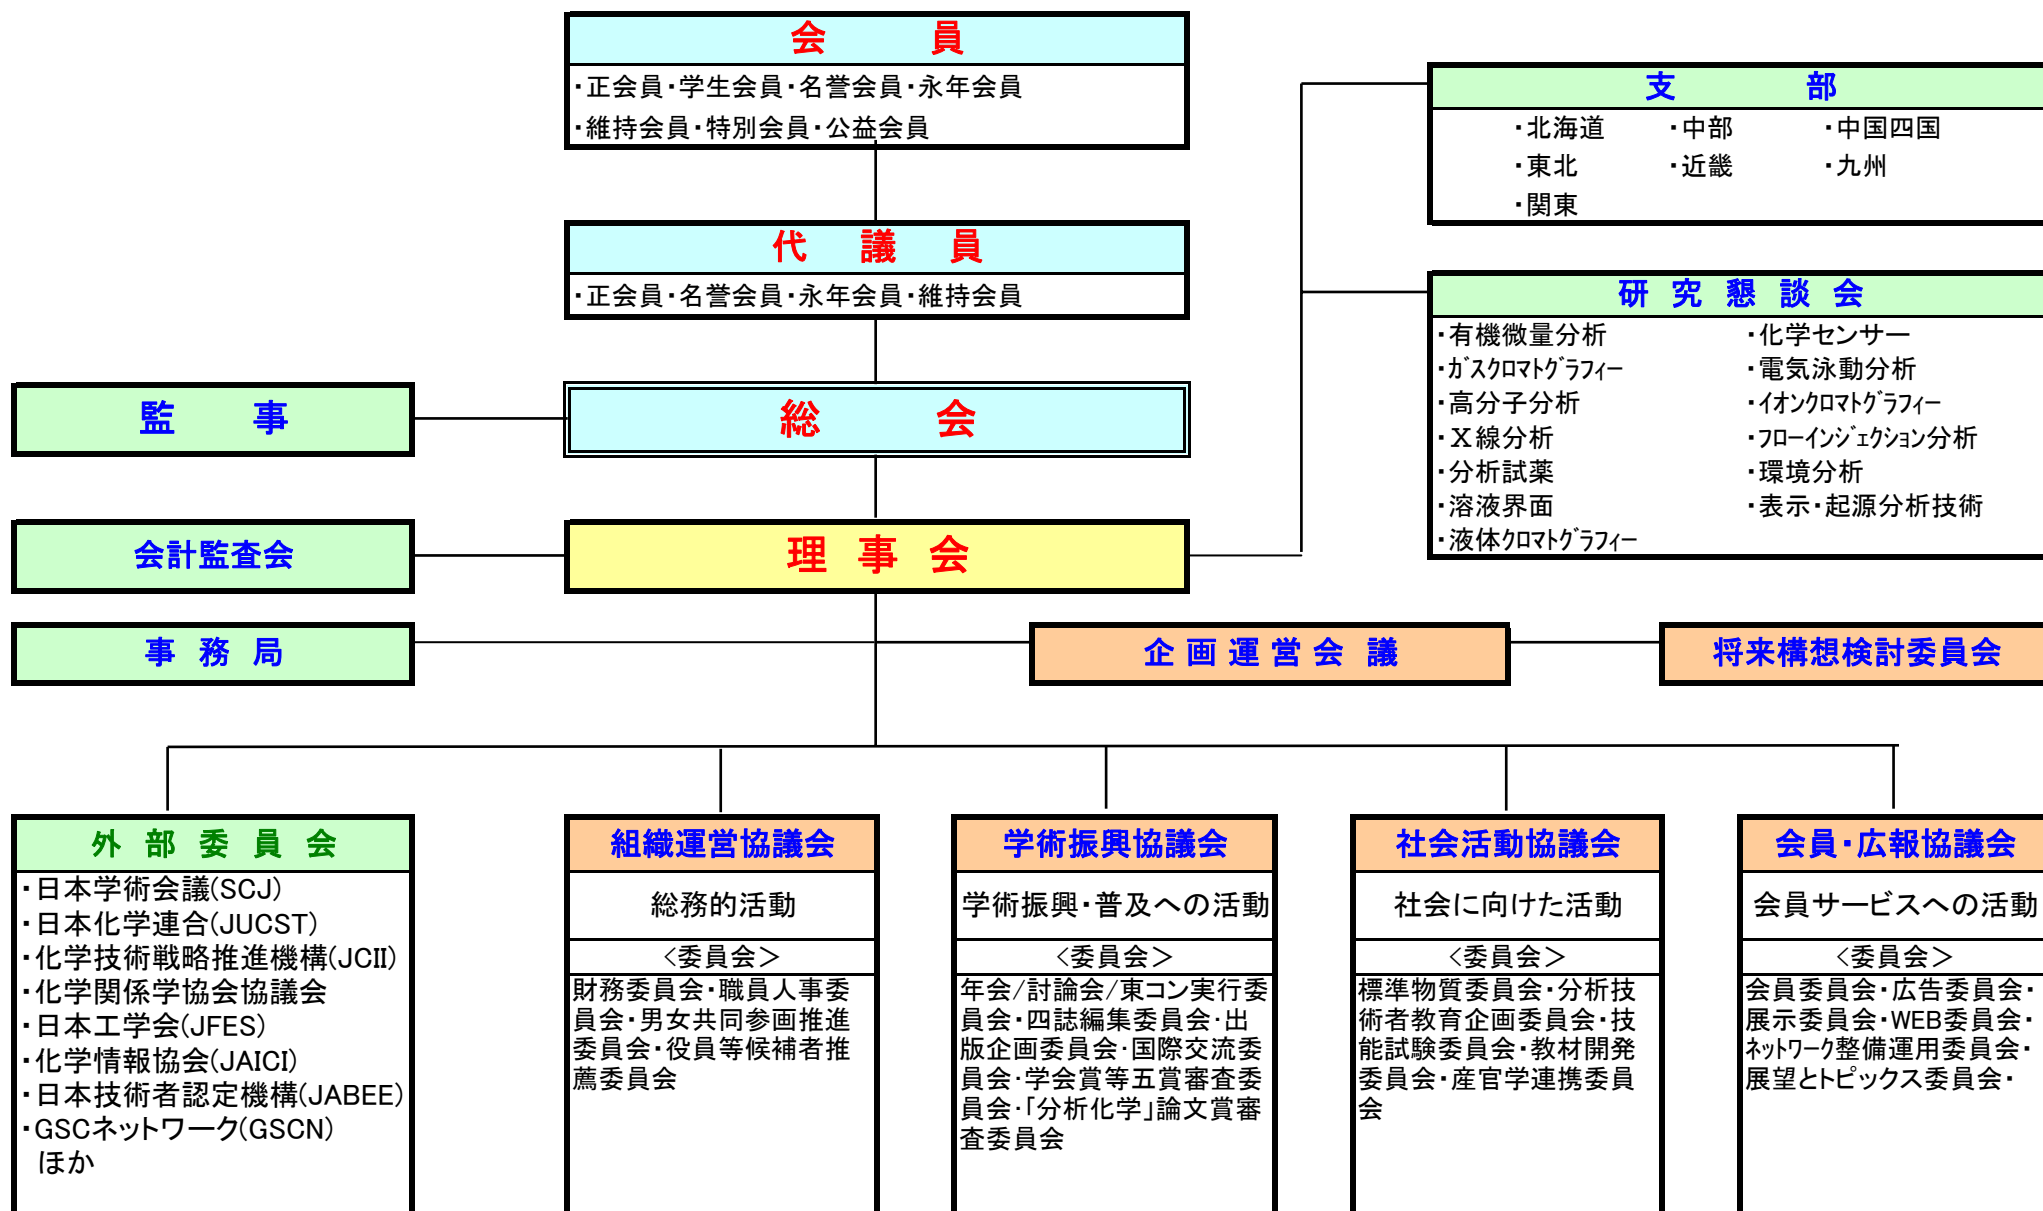 会員
・正会員・学生会員・名誉会員・永年会員
・維持会員・特別会員・公益会員
支部
・北海道 ・中部 ・中国四国
・東北 ・近畿 ・九州
・関東
代議員
・正会員・名誉会員・永年会員・維持会員
研究懇談会
・有機微量分析 ・化学センサー
・ｶﾞｽｸﾛﾏﾄｸﾞﾗﾌｨｰ ・電気泳動分析
・高分子分析 ・ｲｵﾝｸﾛﾏﾄｸﾞﾗﾌｨｰ
・Ｘ線分析 ・ﾌﾛｰｲﾝｼﾞｪｸｼｮﾝ分析
・分析試薬 ・環境分析
・溶液界面 ・表示・起源分析技術
・液体ｸﾛﾏﾄｸﾞﾗﾌｨｰ
監事
総会
会計監査会
理事会
事務局
企画運営会議
将来構想検討委員会
外部委員会
・日本学術会議(SCJ)
・日本化学連合(JUCST)
・化学技術戦略推進機構(JCII)
・化学関係学協会協議会
・日本工学会(JFES)
・化学情報協会(JAICI)
・日本技術者認定機構(JABEE)
・GSCネットワーク(GSCN)
ほか
組織運営協議会
総務的活動
＜委員会＞
財務委員会・職員人事委
員会・男女共同参画推進
委員会・役員等候補者推
薦委員会
学術振興協議会
学術振興・普及への活動
＜委員会＞
年会/討論会/東コン実行委
員会・四誌編集委員会・出
版企画委員会・国際交流委
員会・学会賞等五賞審査委
員会・「分析化学」論文賞審
査委員会
社会活動協議会
社会に向けた活動
＜委員会＞
標準物質委員会・分析技
術者教育企画委員会・技
能試験委員会・教材開発
委員会・産官学連携委員
会
会員・広報協議会
会員サービスへの活動
＜委員会＞
会員委員会・広告委員会・
展示委員会・WEB委員会・
ﾈｯﾄﾜｰｸ整備運用委員会・
展望とトピックス委員会・